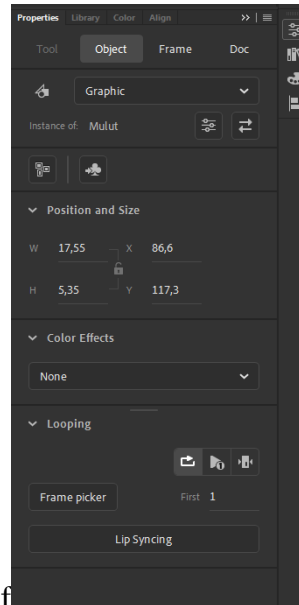 Properties Library Color Align
Tool Object Frame Doc
Graphic
Instance of: Mulut
Position and Size
W 17,55 X 86,6
H 5,35 Y 117,3
Color Effects
None
Looping
Frame picker First 1
Lip Syncing
f